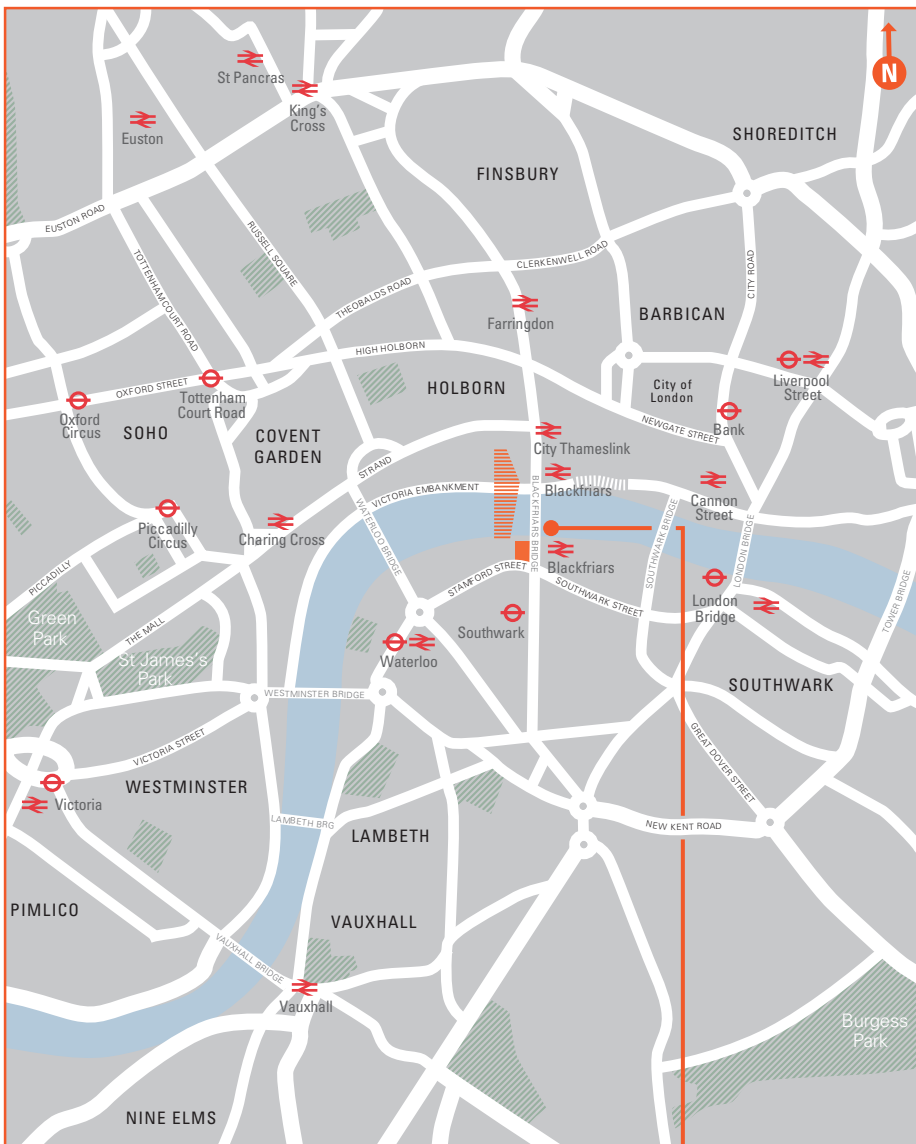 N
St Pancras
King's
Cross
Euston
SHOREDITCH
FINSBURY
EUSTON ROAD
RUSSELL SQUARE
TOTTENHAM COURT ROAD
CLERKENWELL ROAD
THEOBALDS ROAD
CITY ROAD
Farringdon
BARBICAN
HIGH HOLBORN
Liverpool
Street
OXFORD STREET
Tottenham
Court Road
HOLBORN
City of
London
Oxford
Circus
SOHO
COVENT
GARDEN
NEWGATE STREET
Bank
STRAND
City Thameslink
VICTORIA EMBANKMENT
Blackfriars
Cannon
Street
Piccadilly
Circus
Charing Cross
WATERLOO BRIDGE
BLACKFRIARS BRIDGE
SOUTHWARK BRIDGE
LONDON BRIDGE
TOWER BRIDGE
PICCADILLY
Blackfriars
STAMFORD STREET
SOUTHWARK STREET
London
Bridge
Green
Park
THE MALL
St James's
Park
Southwark
Waterloo
WESTMINSTER BRIDGE
SOUTHWARK
VICTORIA STREET
GREAT DOVER STREET
WESTMINSTER
Victoria
LAMBETH BRG
LAMBETH
NEW KENT ROAD
PIMLICO
VAUXHALL
VAUXHALL BRIDGE
Vauxhall
Burgess
Park
NINE ELMS